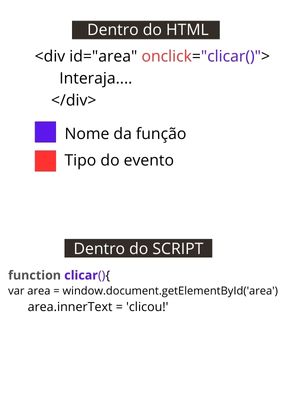 Dentro do HTML
<div id="area" onclick="clicar()">
Interaja....
</div>
Nome da função
Tipo do evento
Dentro do SCRIPT
function clicar(){
var area = window.document.getElementById('area')
area.innerText = 'clicou!'